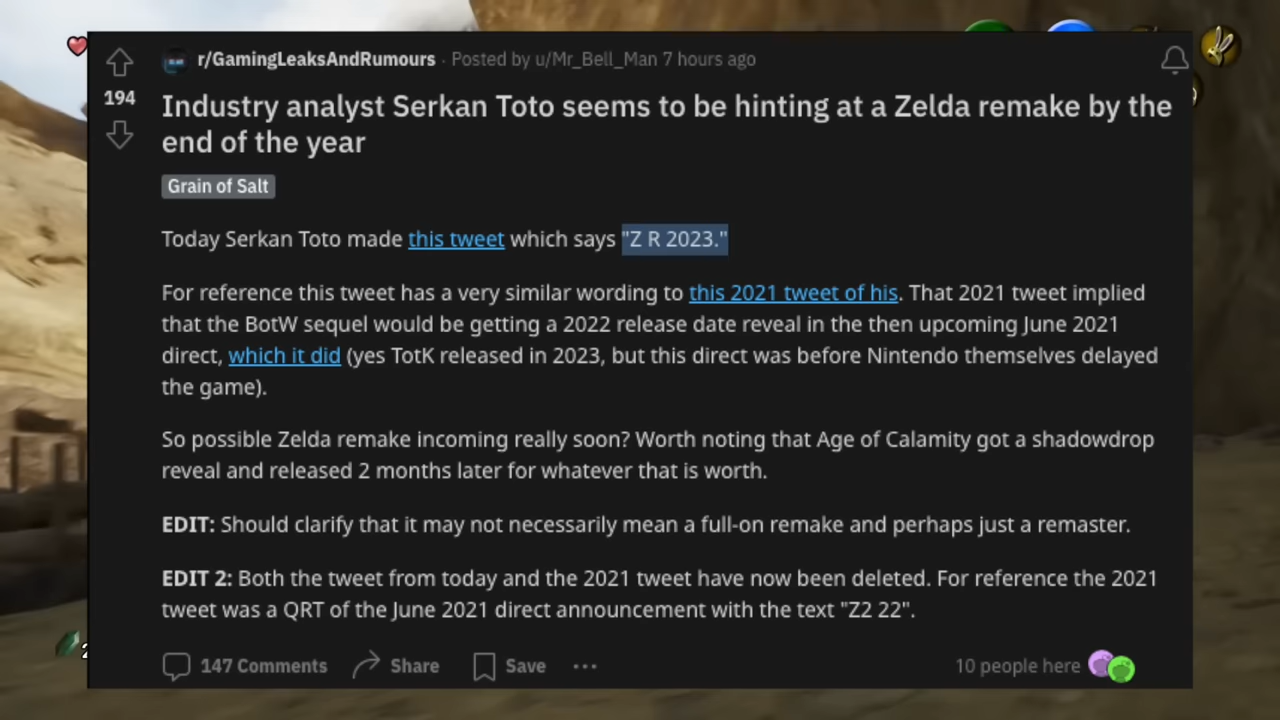 r/GamingLeaksAndRumours · Posted by u/Mr_Bell_Man 7 hours ago
194
Industry analyst Serkan Toto seems to be hinting at a Zelda remake by the
end of the year
Grain of Salt
Today Serkan Toto made this tweet which says "Z R 2023."
For reference this tweet has a very similar wording to this 2021 tweet of his. That 2021 tweet implied
that the BotW sequel would be getting a 2022 release date reveal in the then upcoming June 2021
direct, which it did (yes TotK released in 2023, but this direct was before Nintendo themselves delayed
the game).
So possible Zelda remake incoming really soon? Worth noting that Age of Calamity got a shadowdrop
reveal and released 2 months later for whatever that is worth.
EDIT: Should clarify that it may not necessarily mean a full-on remake and perhaps just a remaster.
EDIT 2: Both the tweet from today and the 2021 tweet have now been deleted. For reference the 2021
tweet was a QRT of the June 2021 direct announcement with the text "Z2 22".
147 Comments Share Save ··· 10 people here